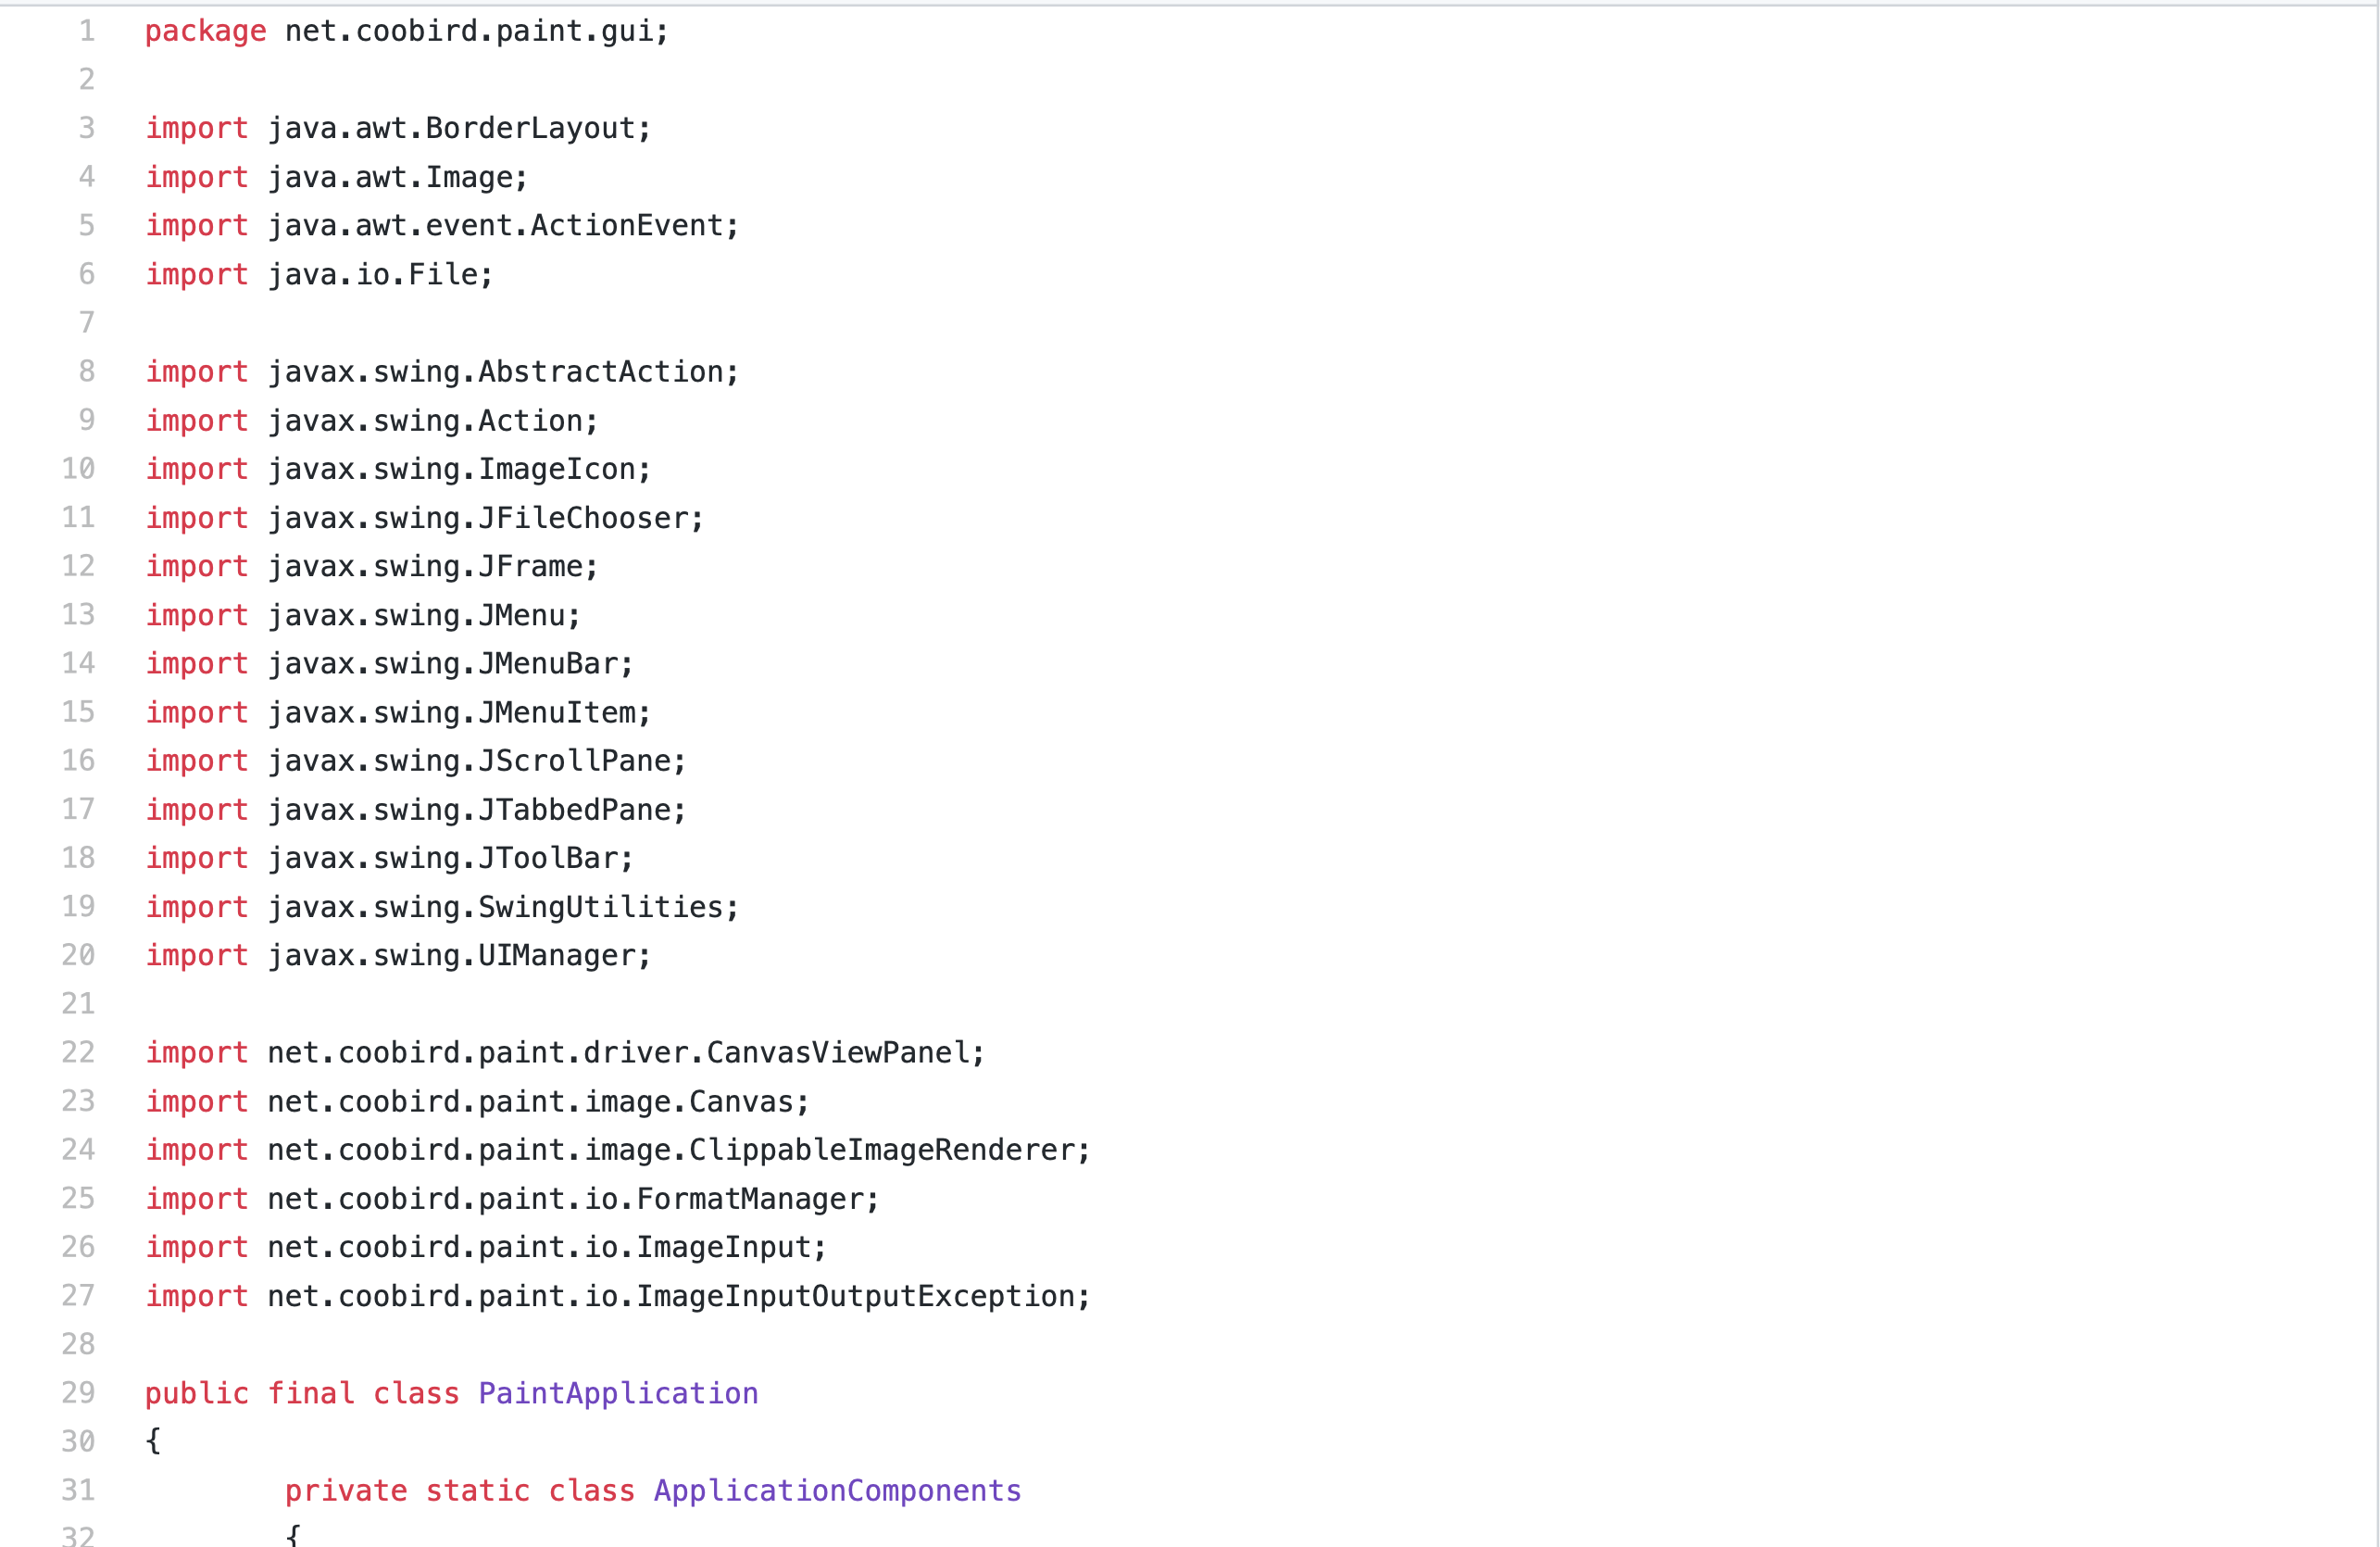 1 package net.coobird.paint.gui;
2
3 import java.awt.BorderLayout;
4 import java.awt.Image;
5 import java.awt.event.ActionEvent;
6 import java.io.File;
7
8 import javax.swing.AbstractAction;
9 import javax.swing.Action;
10 import javax.swing.ImageIcon;
11 import javax.swing.JFileChooser;
12 import javax.swing.JFrame;
13 import javax.swing.JMenu;
14 import javax.swing.JMenuBar;
15 import javax.swing.JMenuItem;
16 import javax.swing.JScrollPane;
17 import javax.swing.JTabbedPane;
18 import javax.swing.JToolBar;
19 import javax.swing.SwingUtilities;
20 import javax.swing.UIManager;
21
22 import net.coobird.paint.driver.CanvasViewPanel;
23 import net.coobird.paint.image.Canvas;
24 import net.coobird.paint.image.ClippableImageRenderer;
25 import net.coobird.paint.io.FormatManager;
26 import net.coobird.paint.io.ImageInput;
27 import net.coobird.paint.io.ImageInputOutputException;
28
29 public final class PaintApplication
30 {
31 private static class ApplicationComponents
32 {